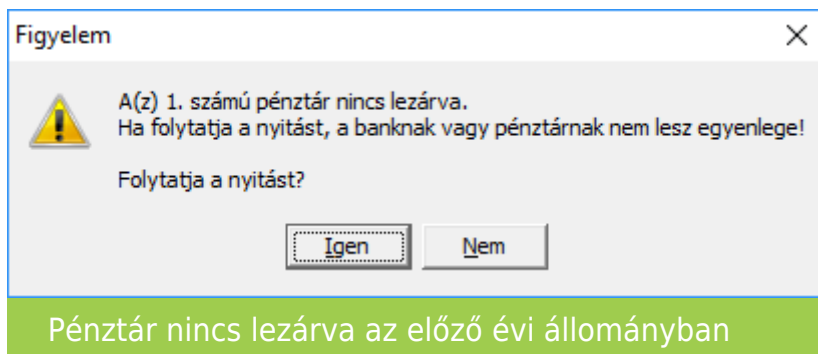 Figyelem
A(z) 1. számú pénztár nincs lezárva.
Ha folytatja a nyitást, a banknak vagy pénztárnak nem lesz egyenlege!
Folytatja a nyitást?
Igen
Nem
Pénztár nincs lezárva az előző évi állományban